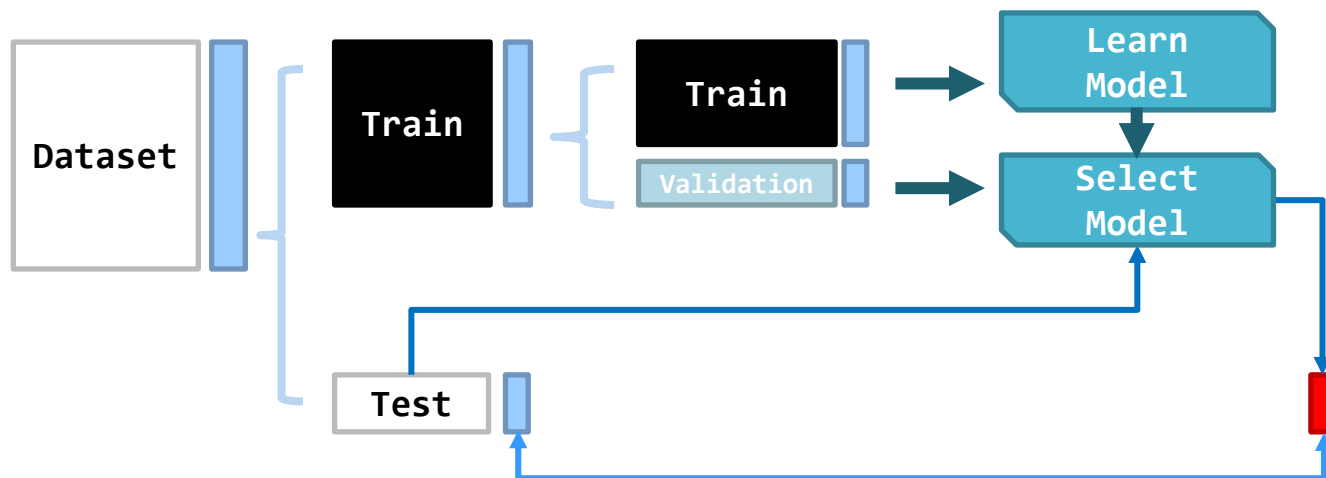 Dataset
Train
Train
Validation
Learn
Model
Select
Model
Test